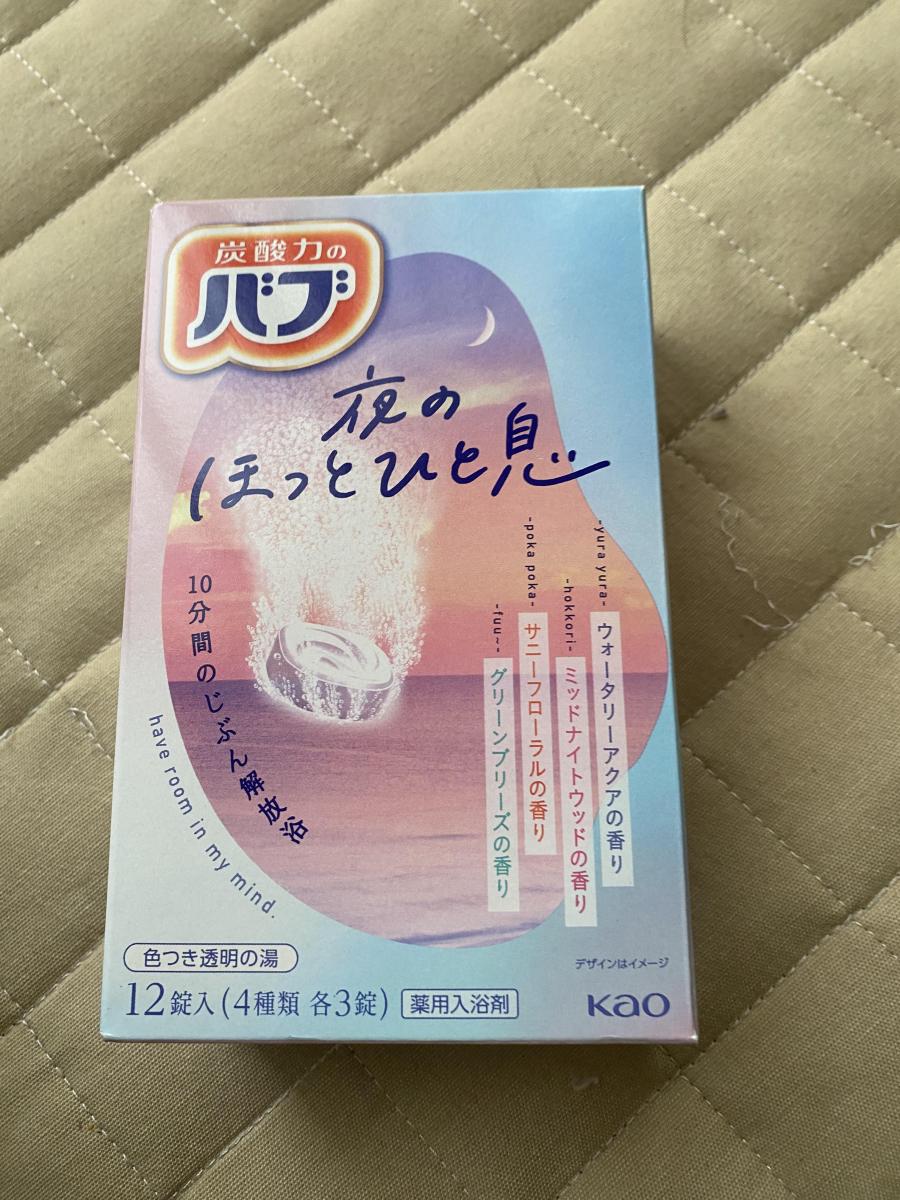 炭酸力の
バブ
夜の
ほっとひと息
10分間のじぶん解放浴
have room in my mind.
-yura yura-
ウォータリーアクアの香り
-hokkori-
ミッドナイトウッドの香り
-poka poka-
サニーフローラルの香り
-fuu~-
グリーンブリーズの香り
色つき透明の湯
12錠入(4種類 各3錠) 薬用入浴剤
デザインはイメージ
Kao